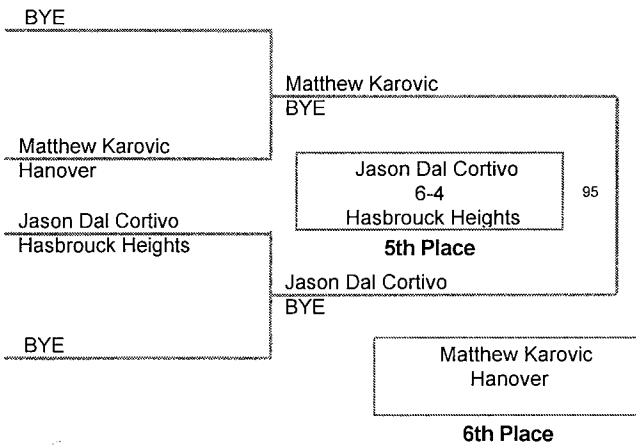 BYE
Matthew Karovic
BYE
Matthew Karovic
Hanover
Jason Dal Cortivo
6-4
Hasbrouck Heights
95
5th Place
Jason Dal Cortivo
Hasbrouck Heights
Jason Dal Cortivo
BYE
BYE
Matthew Karovic
Hanover
6th Place